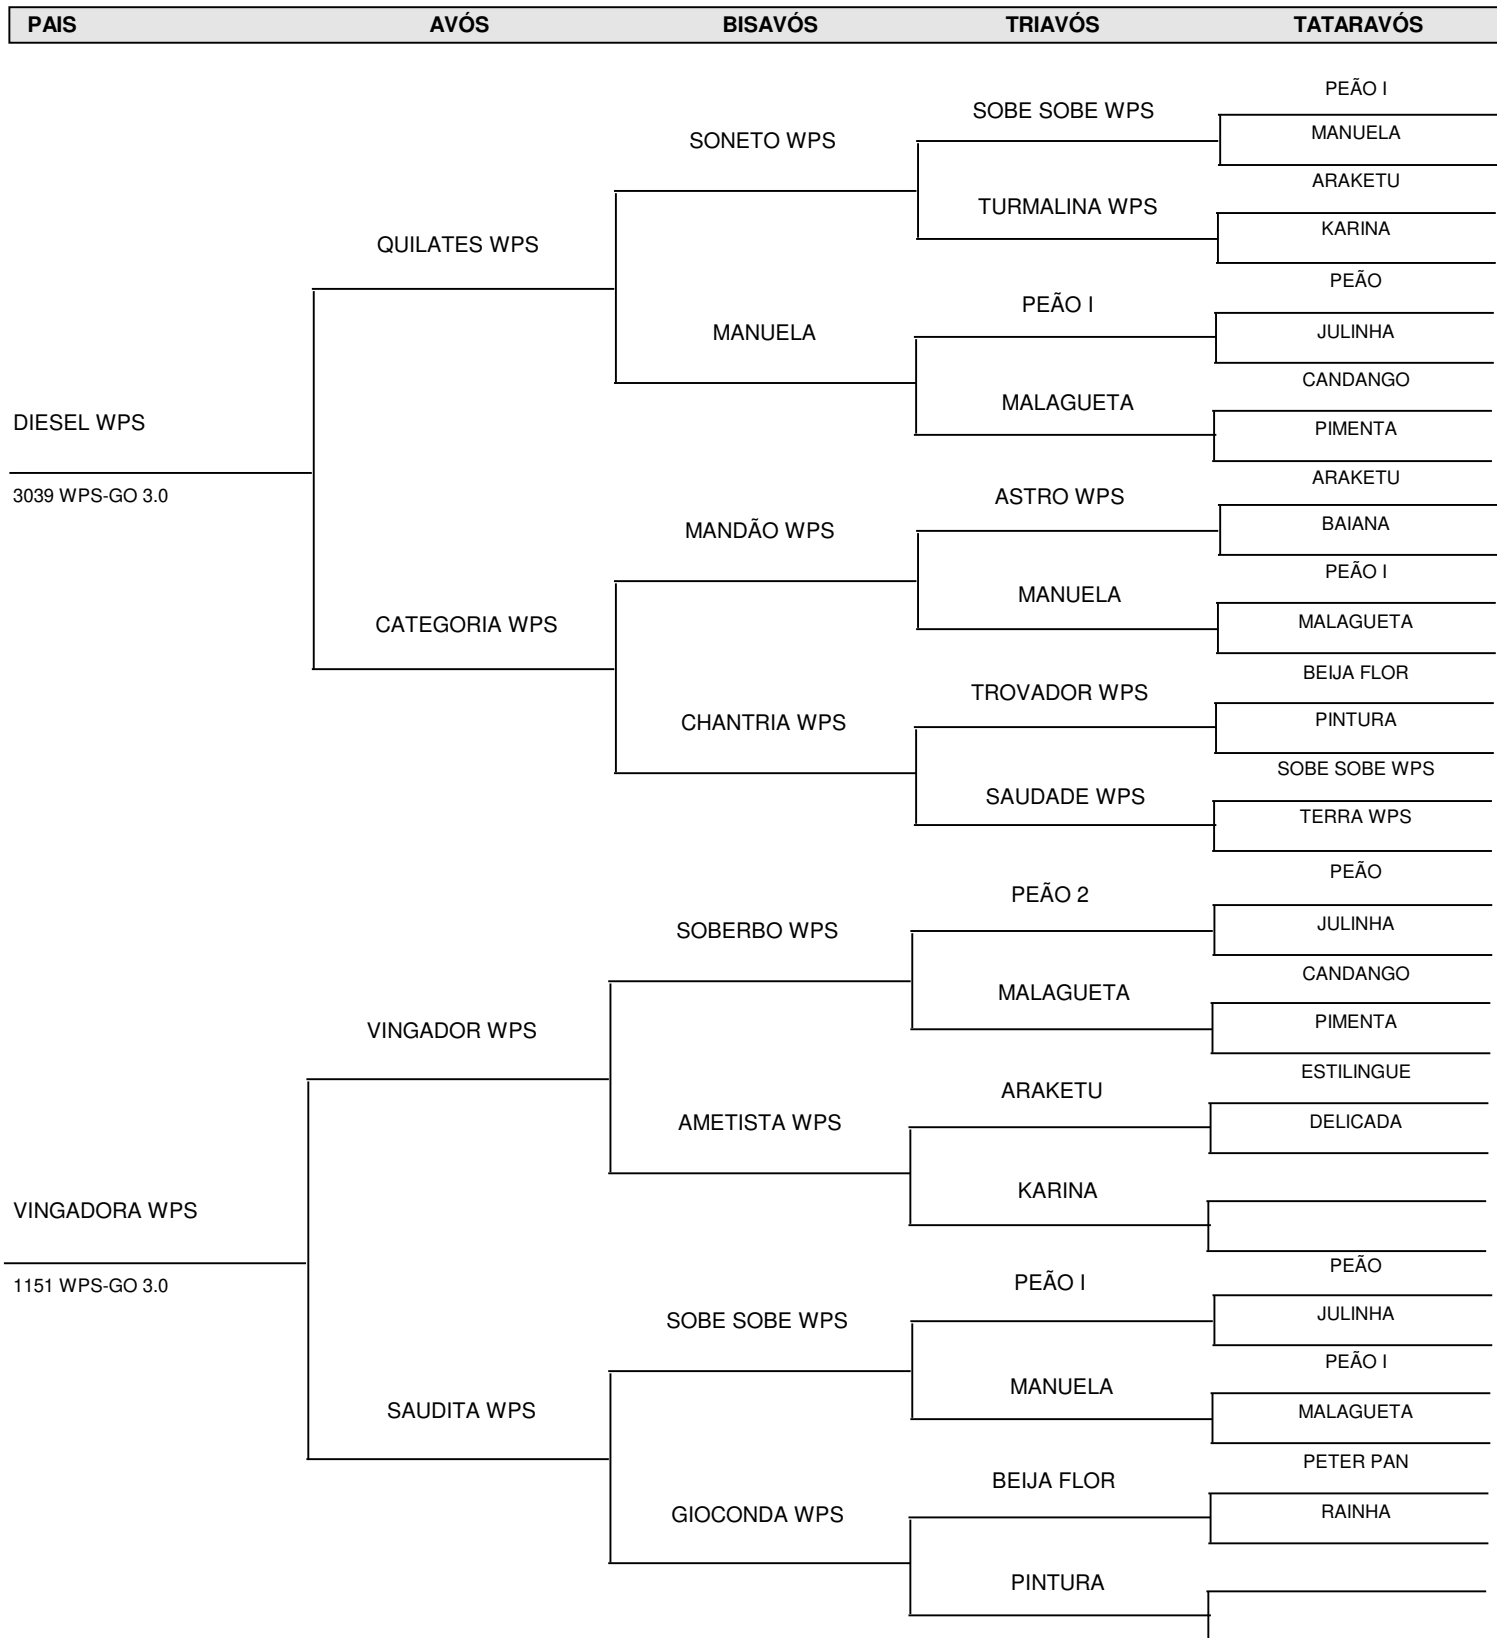 PAIS AVÓS BISAVÓS TRIAVÓS TATARAVÓS
PEÃO I
SOBE SOBE WPS
MANUELA
SONETO WPS
ARAKETU
TURMALINA WPS
KARINA
QUILATES WPS
PEÃO
PEÃO I
JULINHA
MANUELA
CANDANGO
MALAGUETA
DIESEL WPS
PIMENTA
ARAKETU
3039 WPS-GO 3.0
ASTRO WPS
BAIANA
MANDÃO WPS
PEÃO I
MANUELA
MALAGUETA
CATEGORIA WPS
BEIJA FLOR
TROVADOR WPS
PINTURA
CHANTRIA WPS
SOBE SOBE WPS
SAUDADE WPS
TERRA WPS
PEÃO
PEÃO 2
JULINHA
SOBERBO WPS
CANDANGO
MALAGUETA
PIMENTA
VINGADOR WPS
ESTILINGUE
ARAKETU
DELICADA
AMETISTA WPS
KARINA
VINGADORA WPS
PEÃO
1151 WPS-GO 3.0
PEÃO I
JULINHA
SOBE SOBE WPS
PEÃO I
MANUELA
MALAGUETA
SAUDITA WPS
PETER PAN
BEIJA FLOR
RAINHA
GIOCONDA WPS
PINTURA